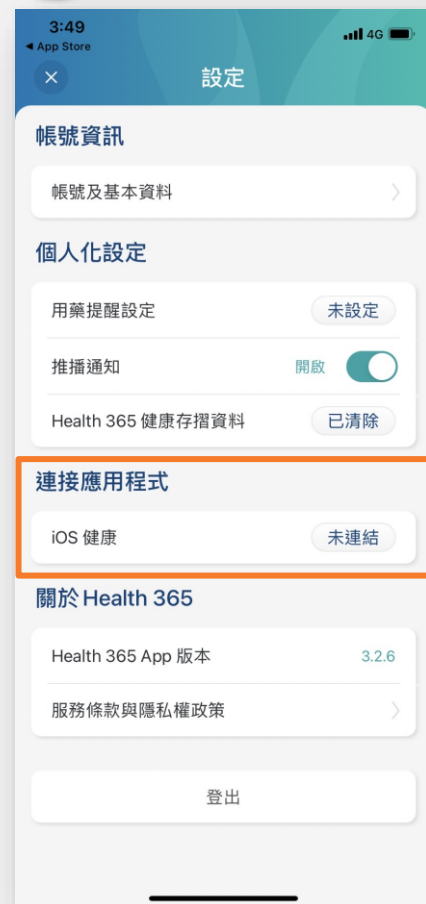 3:49
4G
◀ App Store
設定
帳號資訊
帳號及基本資料
個人化設定
用藥提醒設定
未設定
推播通知
開啟
Health 365 健康存摺資料
已清除
連接應用程式
iOS 健康
未連結
關於 Health 365
Health 365 App 版本
3.2.6
服務條款與隱私權政策
登出